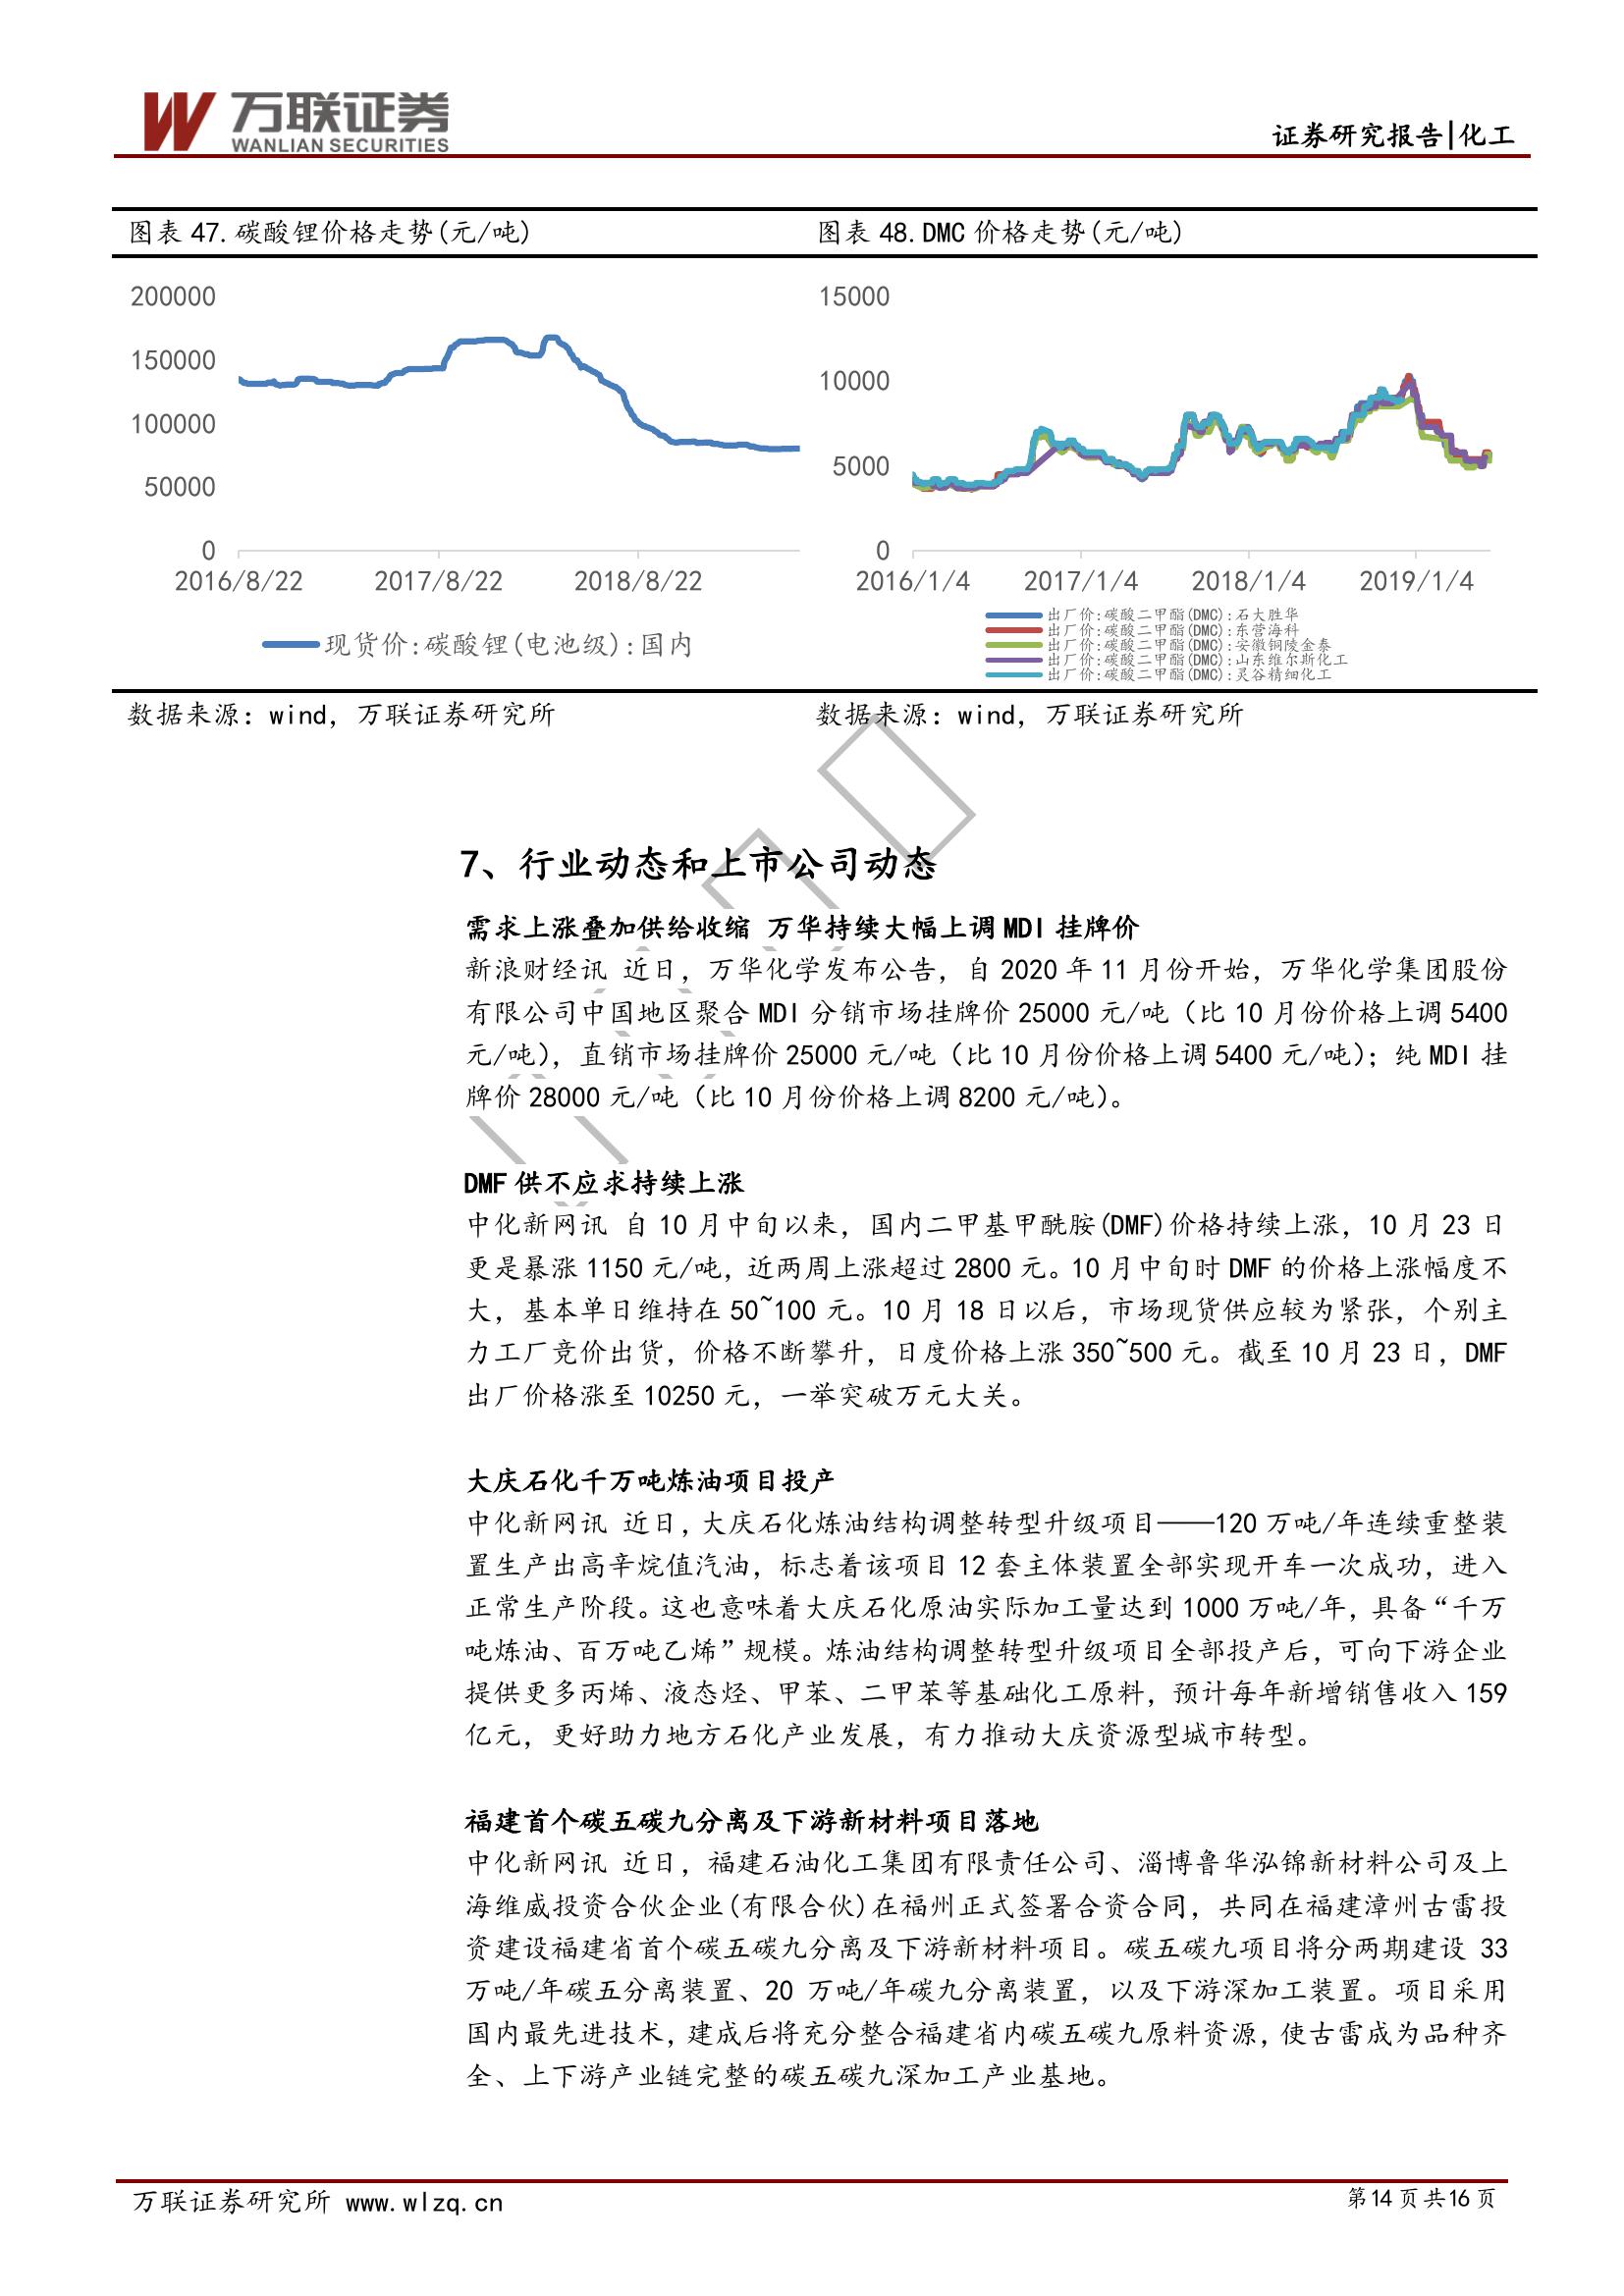 万联证券
WANLIAN SECURITIES
证券研究报告|化工
图表 47.碳酸锂价格走势(元/吨)
200000
150000
100000
50000
0
2016/8/22 2017/8/22 2018/8/22
现货价:碳酸锂(电池级):国内
数据来源：wind，万联证券研究所
图表 48.DMC 价格走势(元/吨)
15000
10000
5000
0
2016/1/4 2017/1/4 2018/1/4 2019/1/4
出厂价:碳酸二甲酯(DMC):石大胜华
出厂价:碳酸二甲酯(DMC):东营海科
出厂价:碳酸二甲酯(DMC):安徽铜陵金泰
出厂价:碳酸二甲酯(DMC):山东维尔斯化工
出厂价:碳酸二甲酯(DMC):灵谷精细化工
数据来源：wind，万联证券研究所
7、行业动态和上市公司动态
需求上涨叠加供给收缩 万华持续大幅上调 MDI 挂牌价
新浪财经讯 近日，万华化学发布公告，自 2020 年 11 月份开始，万华化学集团股份
有限公司中国地区聚合 MDI 分销市场挂牌价 25000 元/吨（比 10 月份价格上调 5400
元/吨），直销市场挂牌价 25000 元/吨（比 10 月份价格上调 5400 元/吨）；纯 MDI 挂
牌价 28000 元/吨（比 10 月份价格上调 8200 元/吨）。
DMF 供不应求持续上涨
中化新网讯 自 10 月中旬以来，国内二甲基甲酰胺(DMF)价格持续上涨，10 月 23 日
更是暴涨 1150 元/吨，近两周上涨超过 2800 元。10 月中旬时 DMF 的价格上涨幅度不
大，基本单日维持在 50~100 元。10 月 18 日以后，市场现货供应较为紧张，个别主
力工厂竞价出货，价格不断攀升，日度价格上涨 350~500 元。截至 10 月 23 日，DMF
出厂价格涨至 10250 元，一举突破万元大关。
大庆石化千万吨炼油项目投产
中化新网讯 近日，大庆石化炼油结构调整转型升级项目——120 万吨/年连续重整装
置生产出高辛烷值汽油，标志着该项目 12 套主体装置全部实现开车一次成功，进入
正常生产阶段。这也意味着大庆石化原油实际加工量达到 1000 万吨/年，具备“千万
吨炼油、百万吨乙烯”规模。炼油结构调整转型升级项目全部投产后，可向下游企业
提供更多丙烯、液态烃、甲苯、二甲苯等基础化工原料，预计每年新增销售收入 159
亿元，更好助力地方石化产业发展，有力推动大庆资源型城市转型。
福建首个碳五碳九分离及下游新材料项目落地
中化新网讯 近日，福建石油化工集团有限责任公司、淄博鲁华泓锦新材料公司及上
海维威投资合伙企业(有限合伙)在福州正式签署合资合同，共同在福建漳州古雷投
资建设福建省首个碳五碳九分离及下游新材料项目。碳五碳九项目将分两期建设 33
万吨/年碳五分离装置、20 万吨/年碳九分离装置，以及下游深加工装置。项目采用
国内最先进技术，建成后将充分整合福建省内碳五碳九原料资源，使古雷成为品种齐
全、上下游产业链完整的碳五碳九深加工产业基地。
万联证券研究所 www.wlzq.cn
第14页共16页